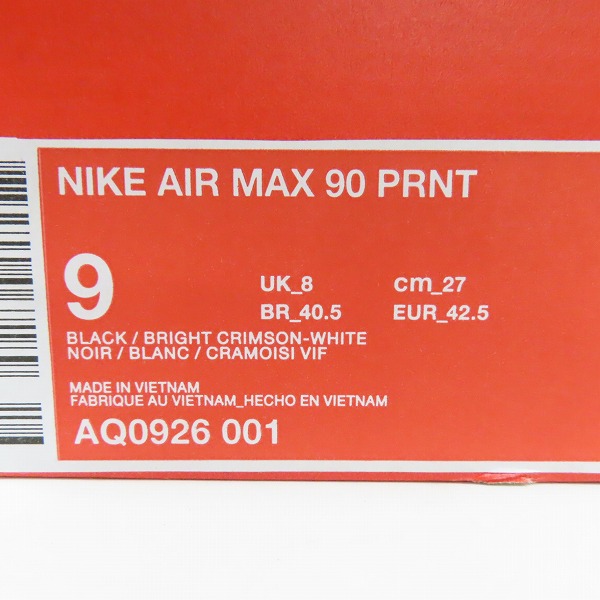 NIKE AIR MAX 90 PRNT
9
UK_8 cm_27
BR_40.5 EUR_42.5
BLACK / BRIGHT CRIMSON-WHITE
NOIR / BLANC / CRAMOISI VIF
MADE IN VIETNAM
FABRIQUE AU VIETNAM_HECHO EN VIETNAM
AQ0926 001